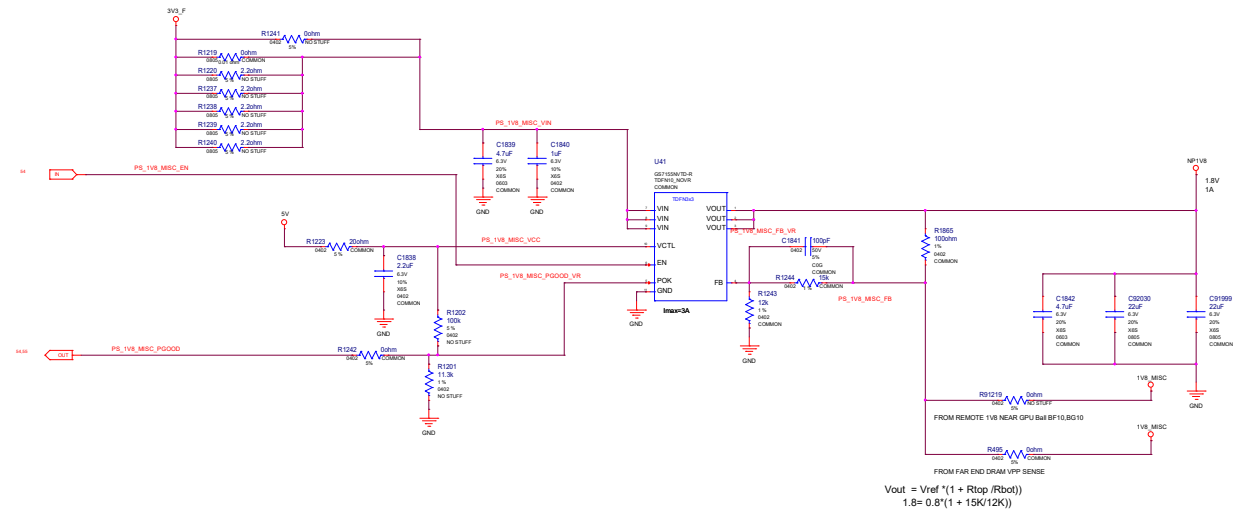 3V3_F
R1241 0ohm
0402 5% NO STUFF
R1219 0ohm
0805 COMMON
R1220 2.2ohm
0805 5% NO STUFF
R1237 2.2ohm
0805 5% NO STUFF
R1238 2.2ohm
0805 5% NO STUFF
R1239 2.2ohm
0805 5% NO STUFF
R1240 2.2ohm
0805 5% NO STUFF
PS_1V8_MISC_VIN
C1839
4.7uF
6.3V
20%
X6S
0603
COMMON
GND
C1840
1uF
6.3V
10%
X6S
0402
COMMON
GND
IN
PS_1V8_MISC_EN
5V
R1223 20ohm
0402 5% COMMON
PS_1V8_MISC_VCC
C1838
2.2uF
6.3V
10%
X6S
0402
COMMON
GND
PS_1V8_MISC_PGOOD_VR
R1202
100k
5%
0402
NO STUFF
OUT
PS_1V8_MISC_PGOOD
R1242 0ohm
0402 5% COMMON
R1201
11.3k
1%
0402
NO STUFF
GND
U41
TDFN10_NOVR
COMMON
TDFN3x3
VIN
VIN
VIN
VCTL
EN
POK
GND
VOUT
VOUT
VOUT
FB
Imax=3A
GND
PS_1V8_MISC_FB_VR
C1841 100pF
0402 50V
5%
C0G
COMMON
R1244 15k
0402 1% COMMON
PS_1V8_MISC_FB
R1243
12k
1%
0402
COMMON
GND
R1865
100ohm
1%
0402
COMMON
NP1V8
1.8V
1A
C1842
4.7uF
6.3V
20%
X6S
0603
COMMON
C92030
22uF
6.3V
20%
X6S
0805
COMMON
C91999
22uF
6.3V
20%
X6S
0805
COMMON
GND
1V8_MISC
R91219 0ohm
0402 5% NO STUFF
FROM REMOTE 1V8 NEAR GPU Ball BF10,BG10
1V8_MISC
R495 0ohm
0402 5% COMMON
FROM FAR END DRAM VPP SENSE
Vout = Vref *(1 + Rtop /Rbot))
1.8= 0.8*(1 + 15K/12K))